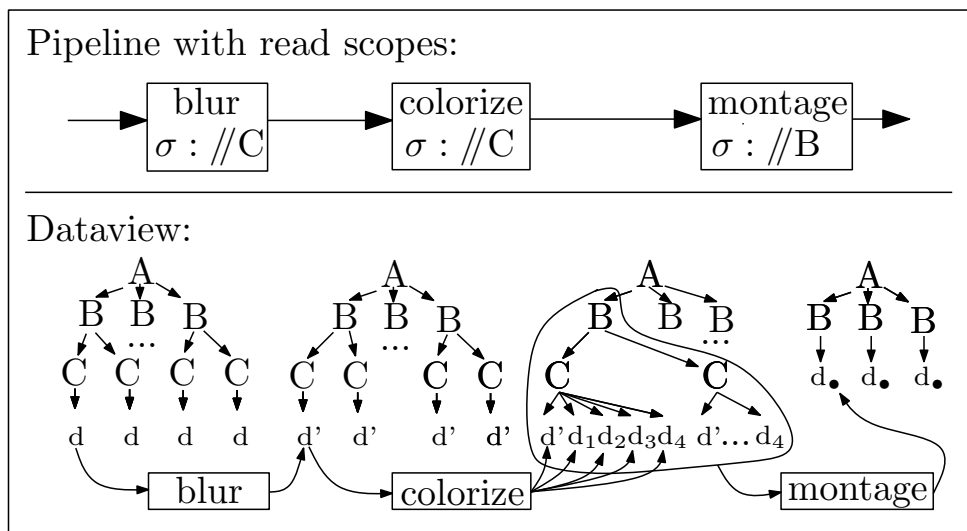 Pipeline with read scopes:
blur colorize montage
σ : //C σ : //C σ : //B
Dataview:
A A A A
B B B B B B B B B B B B
... ... ...
C C C C C C C C C C
d d d d d' d' d' d' d' d₁ d₂ d₃ d₄ d'... d₄ d• d• d•
blur colorize montage